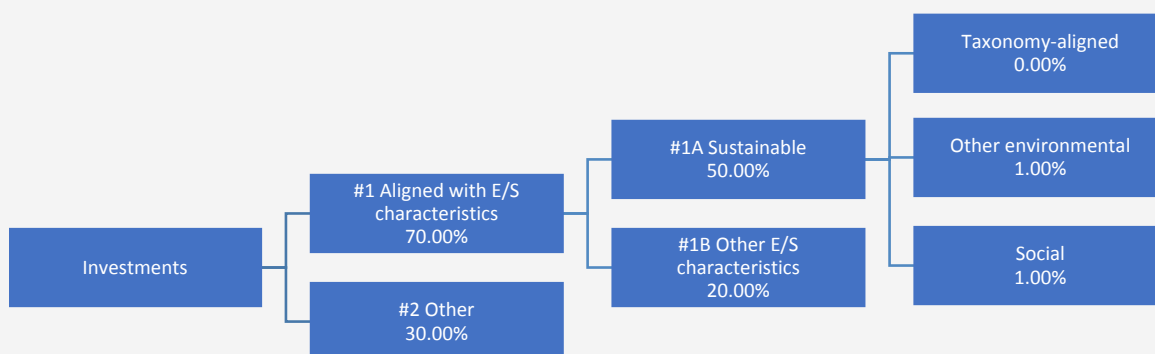 Investments
#1 Aligned with E/S
characteristics
70.00%
#2 Other
30.00%
#1A Sustainable
50.00%
#1B Other E/S
characteristics
20.00%
Taxonomy-aligned
0.00%
Other environmental
1.00%
Social
1.00%